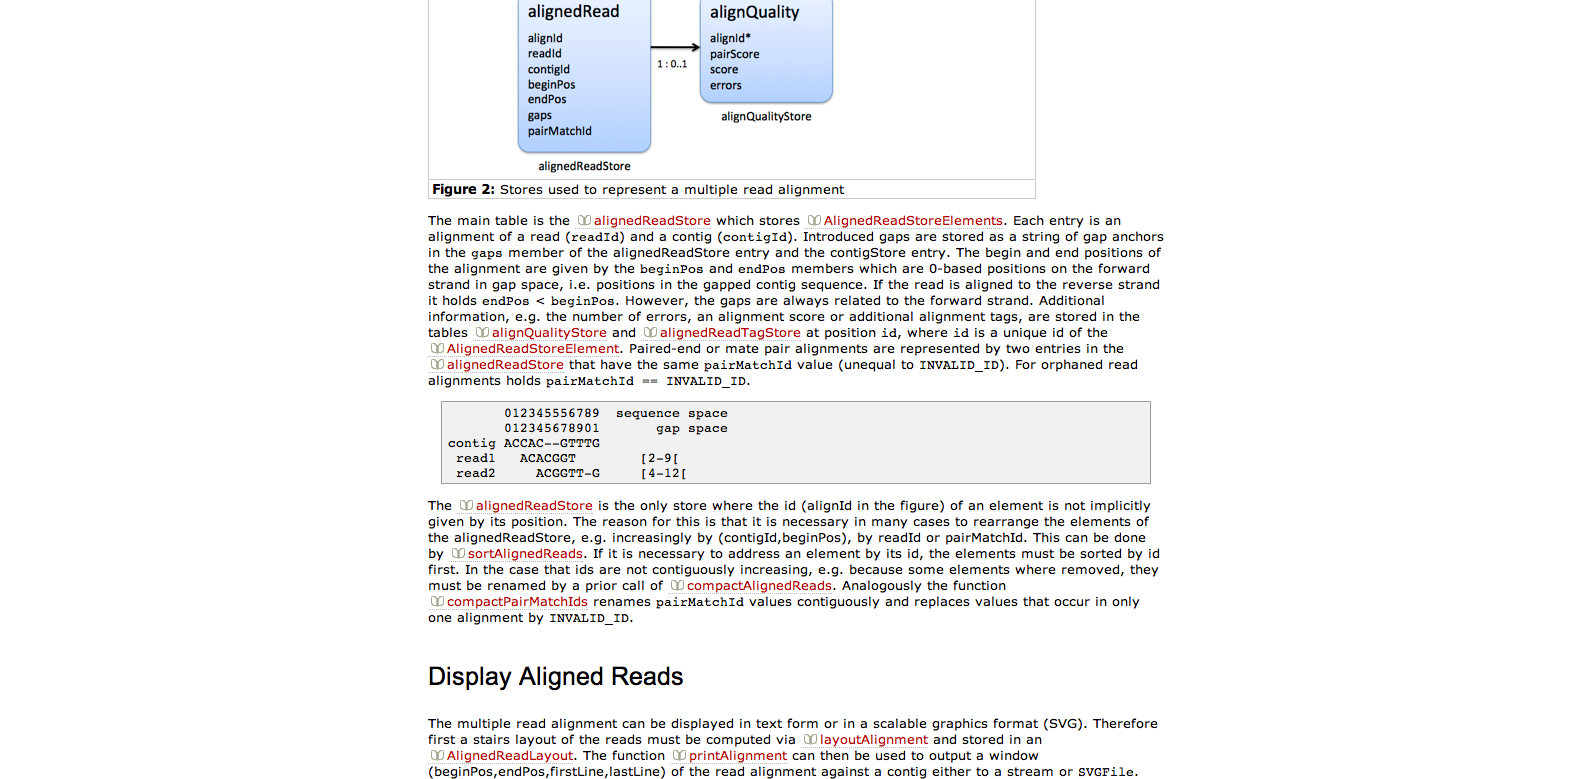 alignedRead
alignId
readId
contigId
beginPos
endPos
gaps
pairMatchId
alignedReadStore
1 : 0..1
alignQuality
alignId*
pairScore
score
errors
alignQualityStore
Figure 2: Stores used to represent a multiple read alignment
The main table is the alignedReadStore which stores AlignedReadStoreElements. Each entry is an
alignment of a read (readId) and a contig (contigId). Introduced gaps are stored as a string of gap anchors
in the gaps member of the alignedReadStore entry and the contigStore entry. The begin and end positions of
the alignment are given by the beginPos and endPos members which are 0-based positions on the forward
strand in gap space, i.e. positions in the gapped contig sequence. If the read is aligned to the reverse strand
it holds endPos < beginPos. However, the gaps are always related to the forward strand. Additional
information, e.g. the number of errors, an alignment score or additional alignment tags, are stored in the
tables alignQualityStore and alignedReadTagStore at position id, where id is a unique id of the
AlignedReadStoreElement. Paired-end or mate pair alignments are represented by two entries in the
alignedReadStore that have the same pairMatchId value (unequal to INVALID_ID). For orphaned read
alignments holds pairMatchId == INVALID_ID.
012345556789 sequence space
012345678901 gap space
contig ACCAC--GTTTG
read1 ACACGGT [2-9[
read2 ACGGTT-G [4-12[
The alignedReadStore is the only store where the id (alignId in the figure) of an element is not implicitly
given by its position. The reason for this is that it is necessary in many cases to rearrange the elements of
the alignedReadStore, e.g. increasingly by (contigId,beginPos), by readId or pairMatchId. This can be done
by sortAlignedReads. If it is necessary to address an element by its id, the elements must be sorted by id
first. In the case that ids are not contiguously increasing, e.g. because some elements where removed, they
must be renamed by a prior call of compactAlignedReads. Analogously the function
compactPairMatchIds renames pairMatchId values contiguously and replaces values that occur in only
one alignment by INVALID_ID.
Display Aligned Reads
The multiple read alignment can be displayed in text form or in a scalable graphics format (SVG). Therefore
first a stairs layout of the reads must be computed via layoutAlignment and stored in an
AlignedReadLayout. The function printAlignment can then be used to output a window
(beginPos,endPos,firstLine,lastLine) of the read alignment against a contig either to a stream or SVGFile.